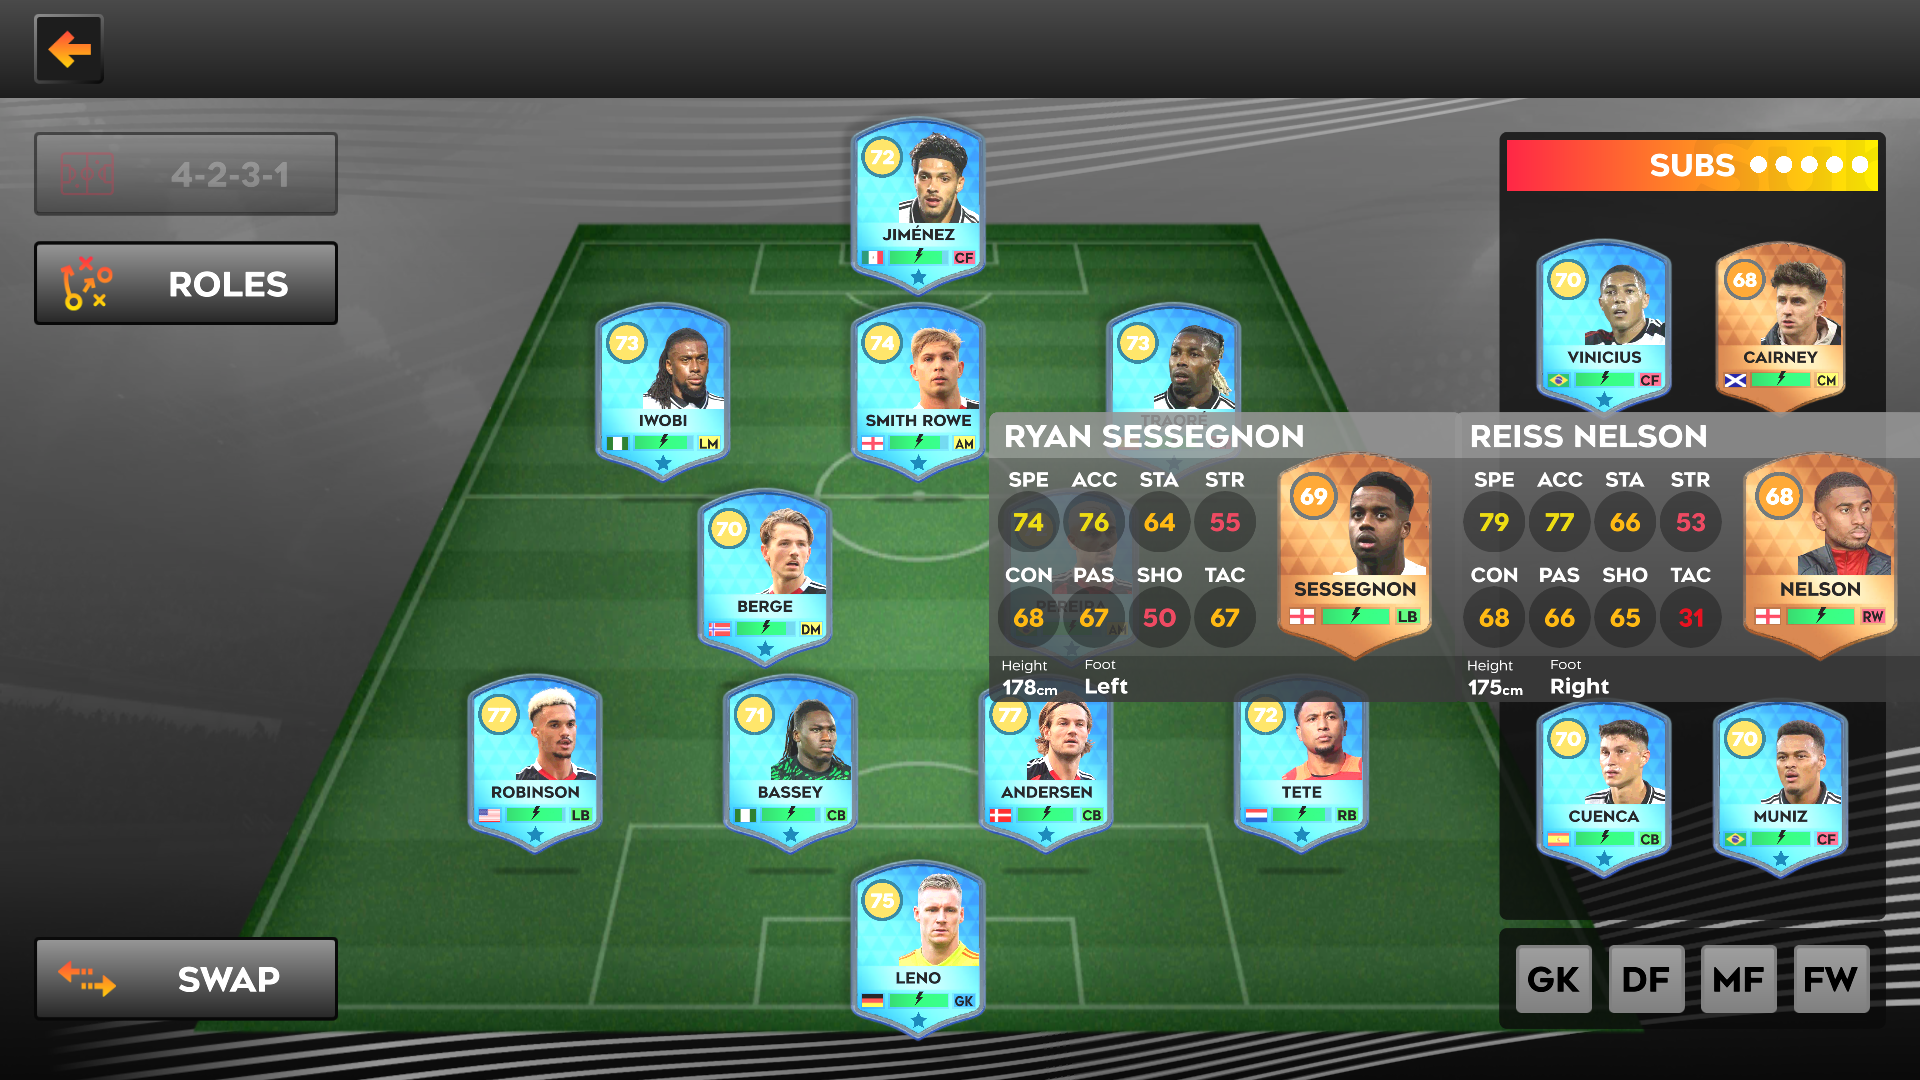 4-2-3-1
ROLES
SWAP
72
JIMÉNEZ
CF
73
IWOBI
LM
74
SMITH ROWE
AM
73
TRAORÉ
70
BERGE
DM
PEREIRA
AM
77
ROBINSON
LB
71
BASSEY
CB
77
ANDERSEN
CB
72
TETE
RB
75
LENO
GK
SUBS
70
VINICIUS
CF
68
CAIRNEY
CM
RYAN SESSEGNON
SPE ACC STA STR
74 76 64 55
CON PAS SHO TAC
68 67 50 67
Height Foot
178cm Left
69
SESSEGNON
LB
REISS NELSON
SPE ACC STA STR
79 77 66 53
CON PAS SHO TAC
68 66 65 31
Height Foot
175cm Right
68
NELSON
RW
70
CUENCA
CB
70
MUNIZ
CF
GK DF MF FW